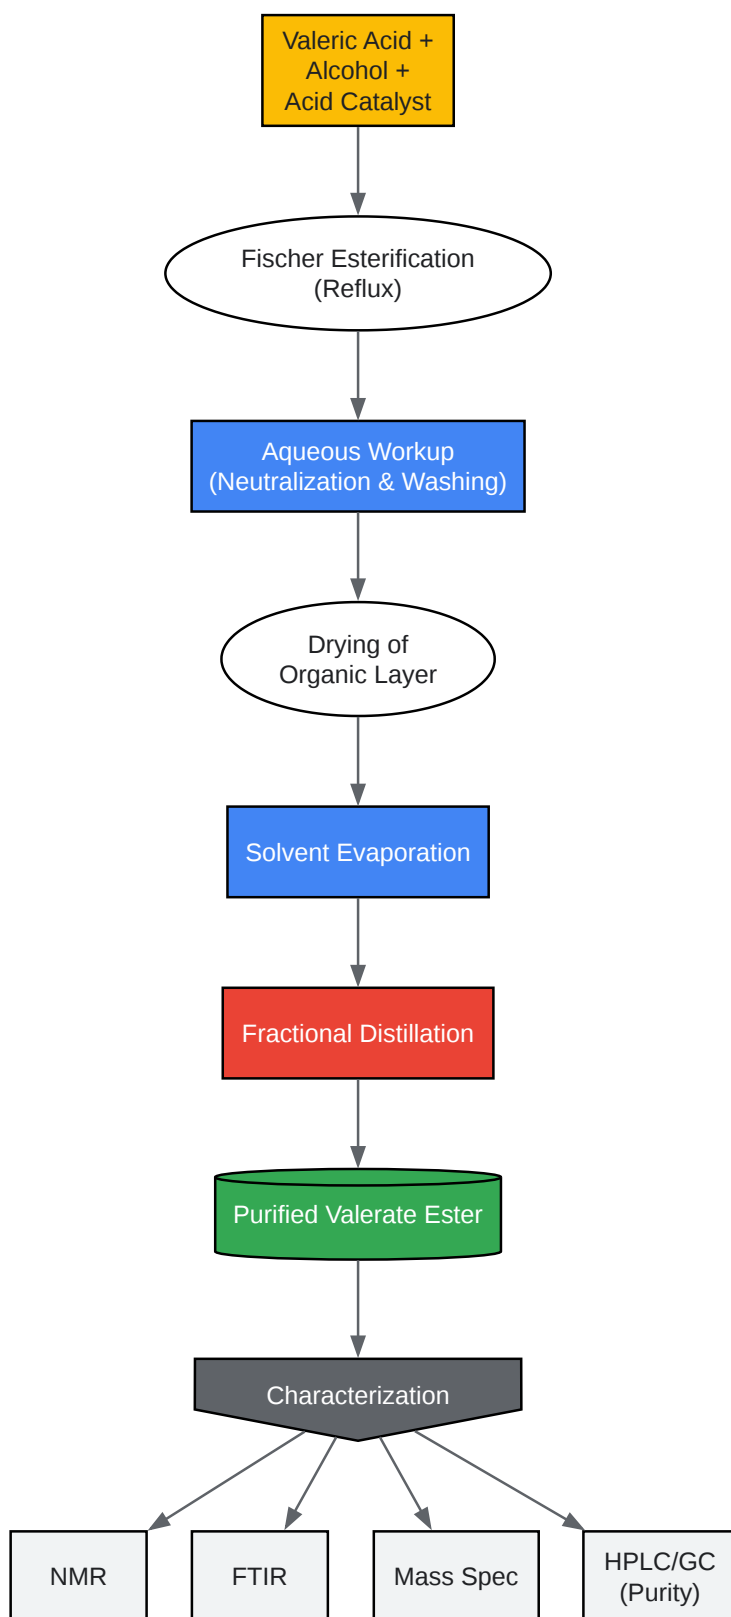 Valeric Acid +
Alcohol +
Acid Catalyst
Fischer Esterification
(Reflux)
Aqueous Workup
(Neutralization & Washing)
Drying of
Organic Layer
Solvent Evaporation
Fractional Distillation
Purified Valerate Ester
Characterization
NMR
FTIR
Mass Spec
HPLC/GC
(Purity)